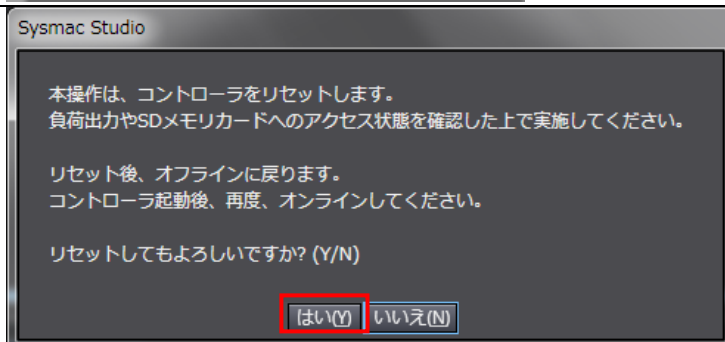 Sysmac Studio
本操作は、コントローラをリセットします。
負荷出力やSDメモリカードへのアクセス状態を確認した上で実施してください。
リセット後、オフラインに戻ります。
コントローラ起動後、再度、オンラインしてください。
リセットしてもよろしいですか? (Y/N)
はい(Y) いいえ(N)